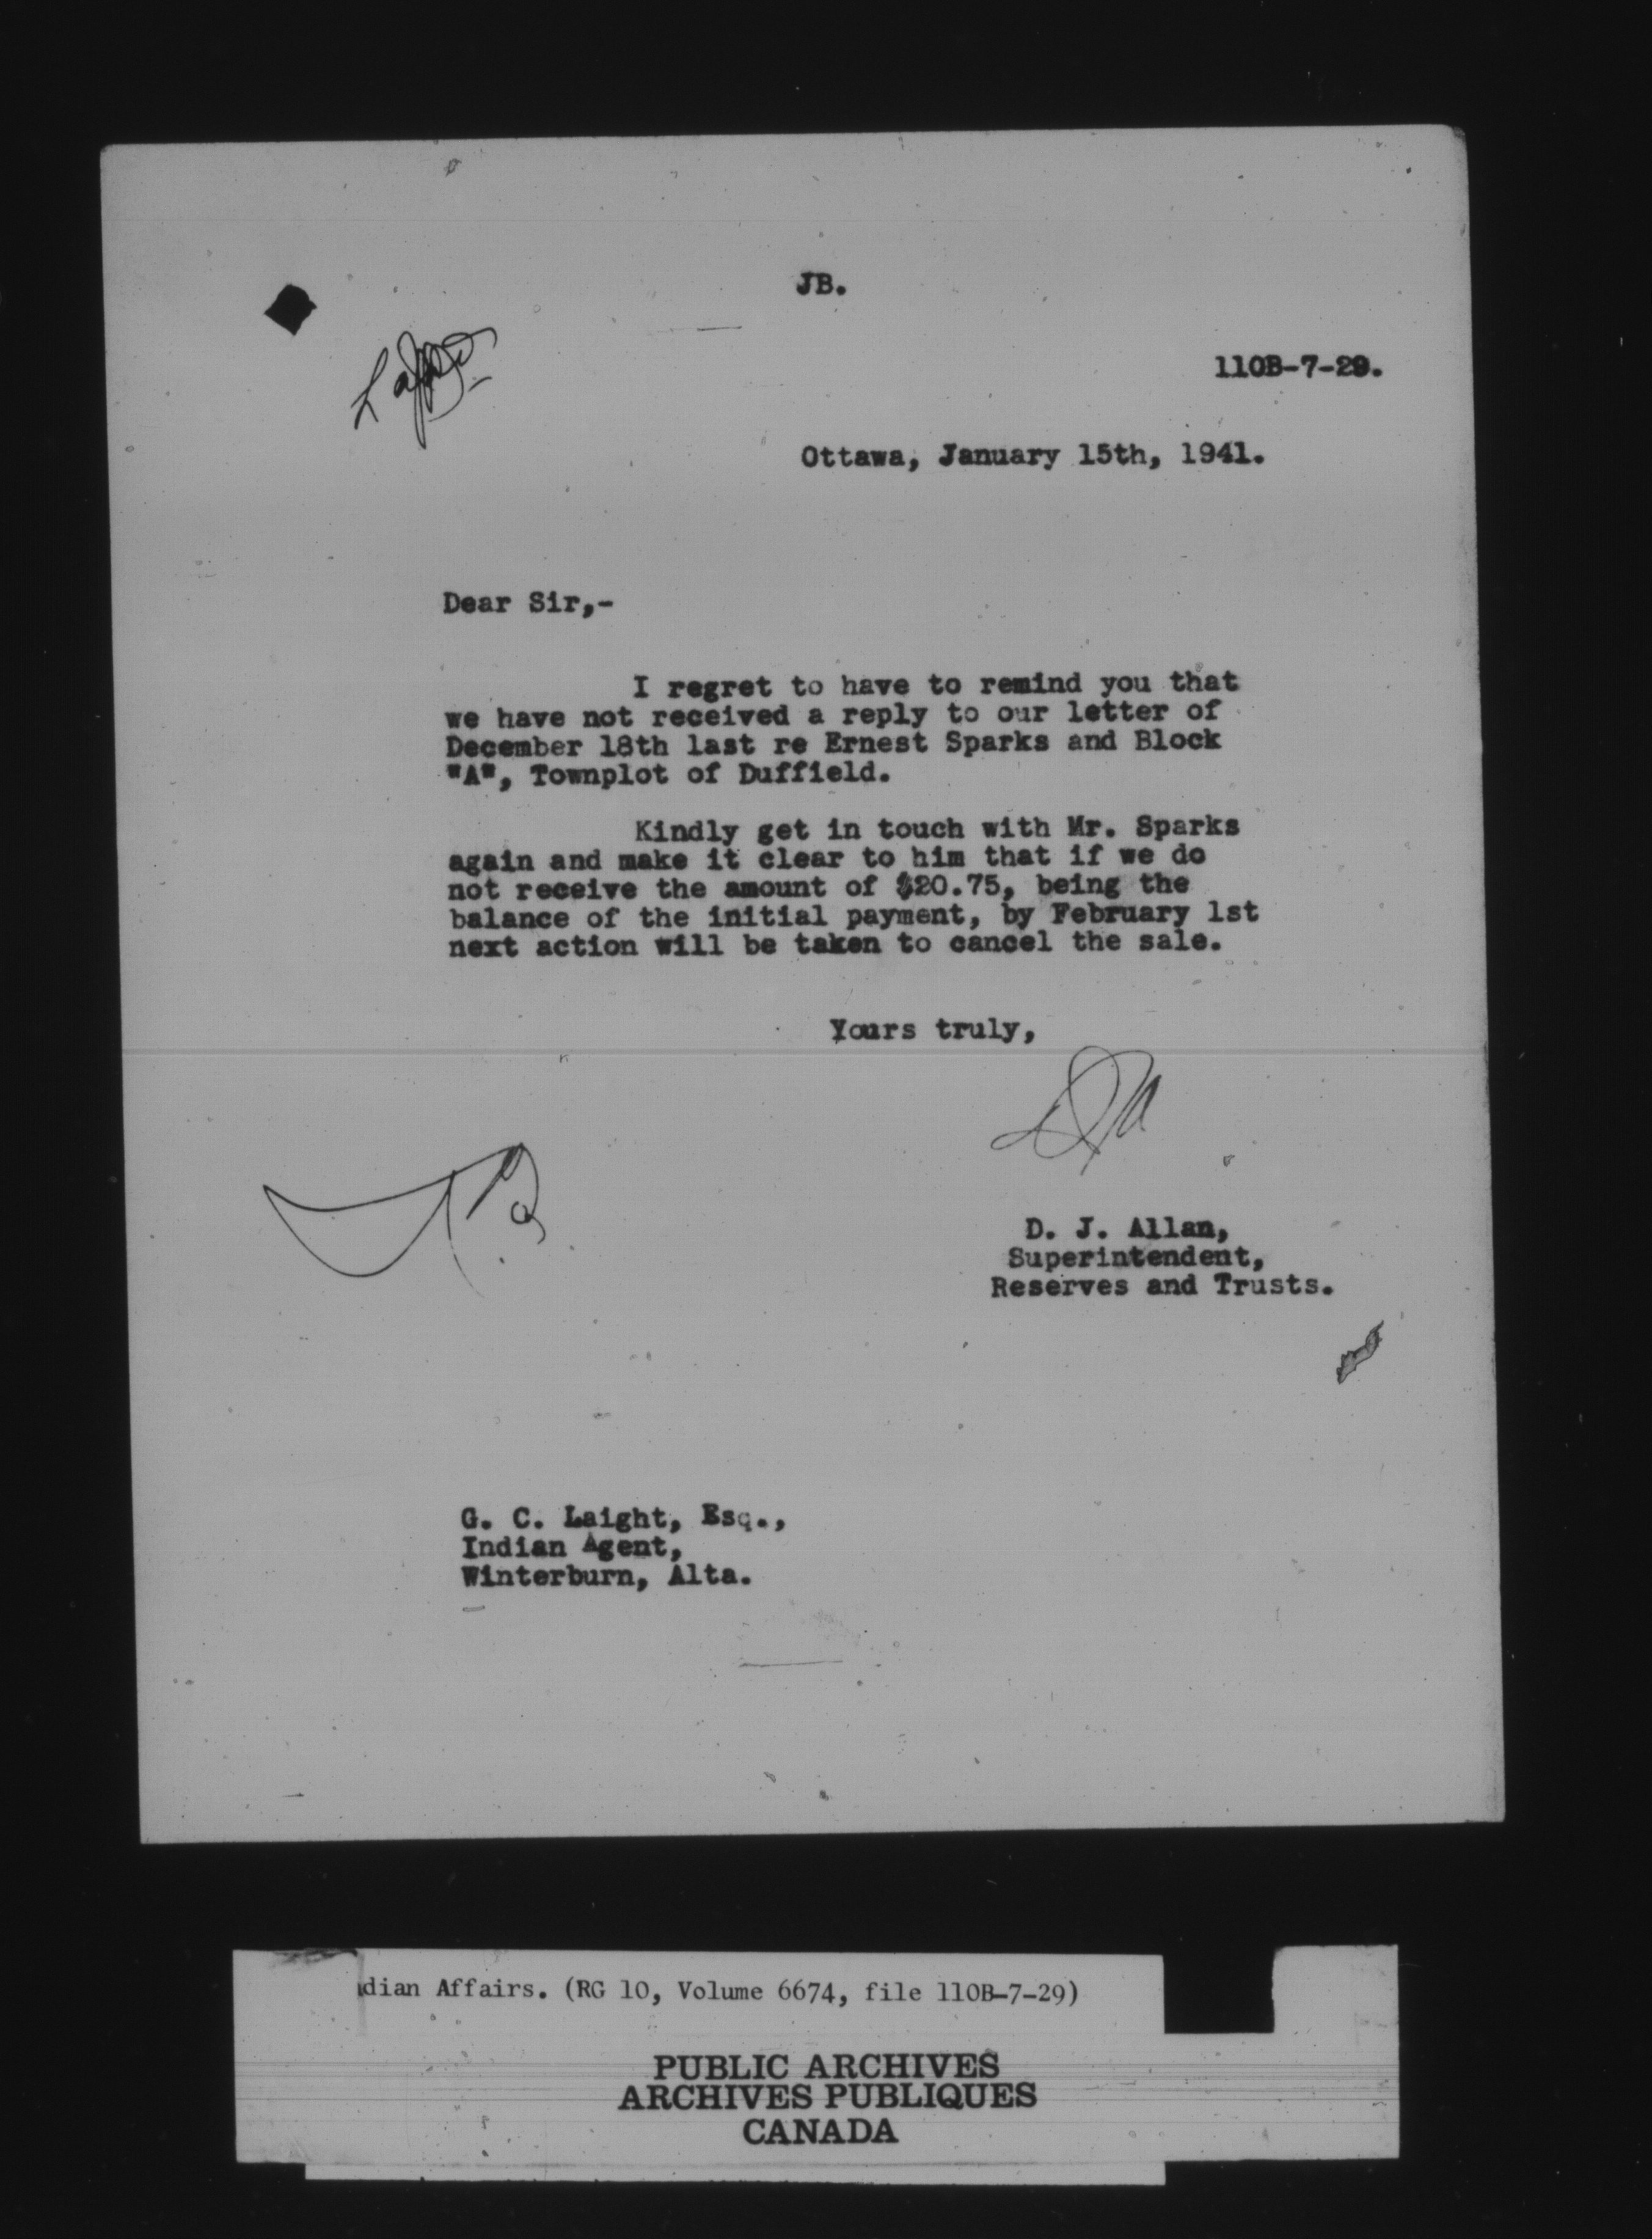 JB.
110B-7-29.
Ottawa, January 15th, 1941.
Dear Sir,-
I regret to have to remind you that
we have not received a reply to our letter of
December 18th last re Ernest Sparks and Block
"A", Townplot of Duffield.
Kindly get in touch with Mr. Sparks
again and make it clear to him that if we do
not receive the amount of $20.75, being the
balance of the initial payment, by February 1st
next action will be taken to cancel the sale.
Yours truly,
D. J. Allan,
Superintendent,
Reserves and Trusts.
G. C. Laight, Esq.,
Indian Agent,
Winterburn, Alta.
dian Affairs. (RG 10, Volume 6674, file 110B-7-29)
PUBLIC ARCHIVES
ARCHIVES PUBLIQUES
CANADA